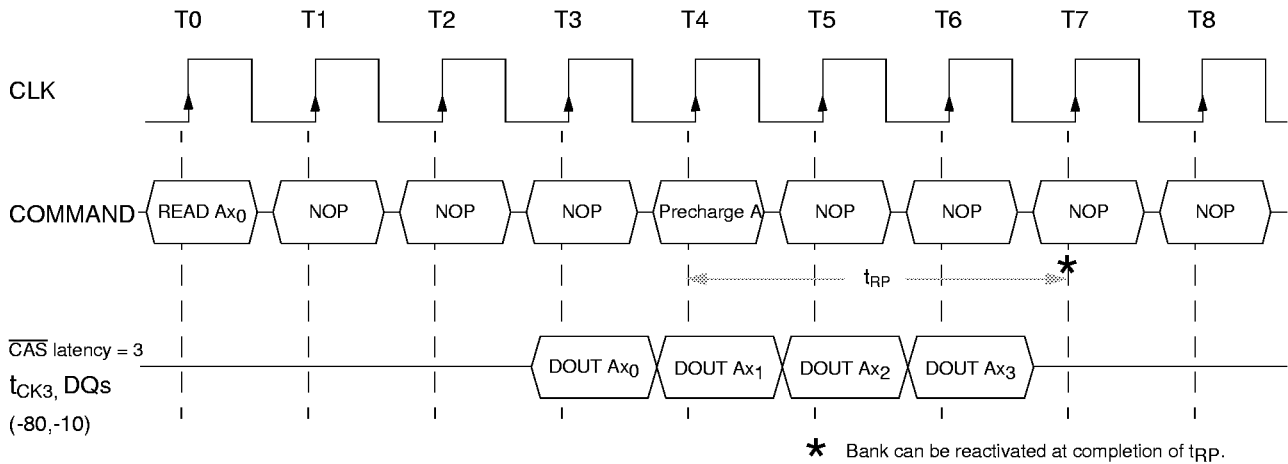 T0 T1 T2 T3 T4 T5 T6 T7 T8
CLK
COMMAND READ Ax0 NOP NOP NOP Precharge A NOP NOP NOP NOP
* 
tRP
CAS latency = 3
tCK3, DQs
DOUT Ax0 DOUT Ax1 DOUT Ax2 DOUT Ax3
(-80,-10)
* Bank can be reactivated at completion of tRP.